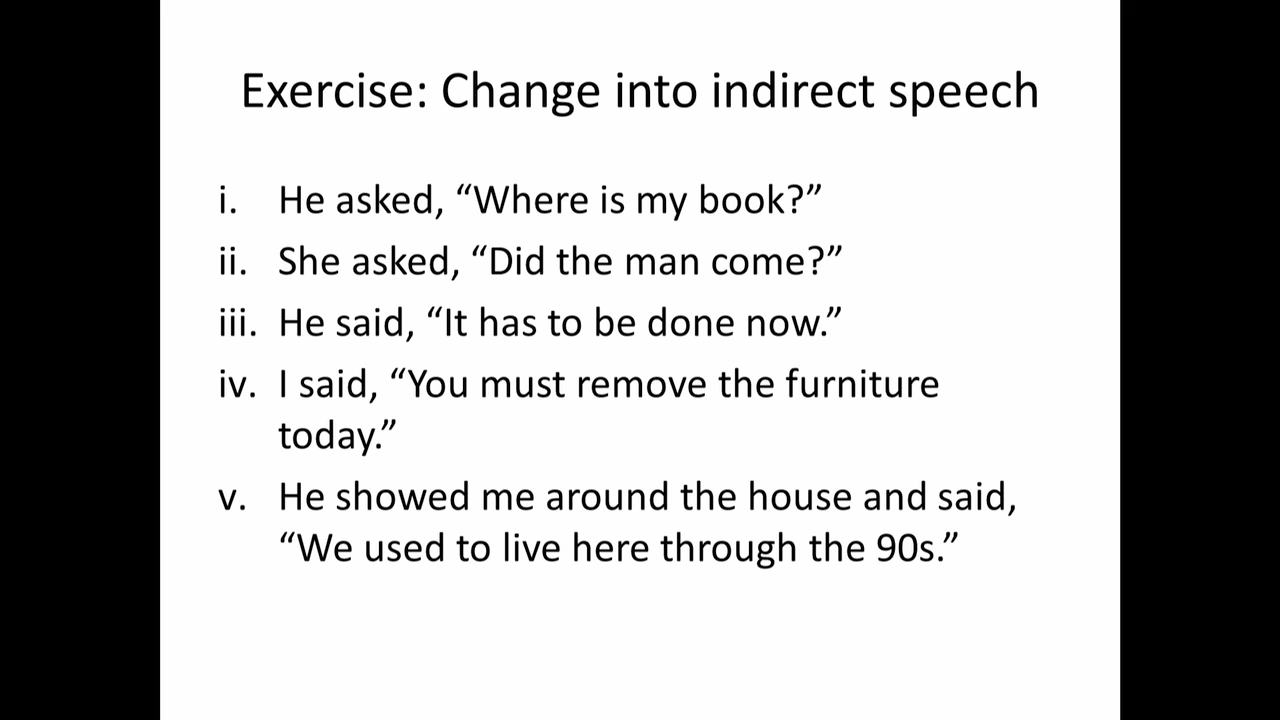 Exercise: Change into indirect speech
i. He asked, “Where is my book?”
ii. She asked, “Did the man come?”
iii. He said, “It has to be done now.”
iv. I said, “You must remove the furniture
today.”
v. He showed me around the house and said,
“We used to live here through the 90s.”